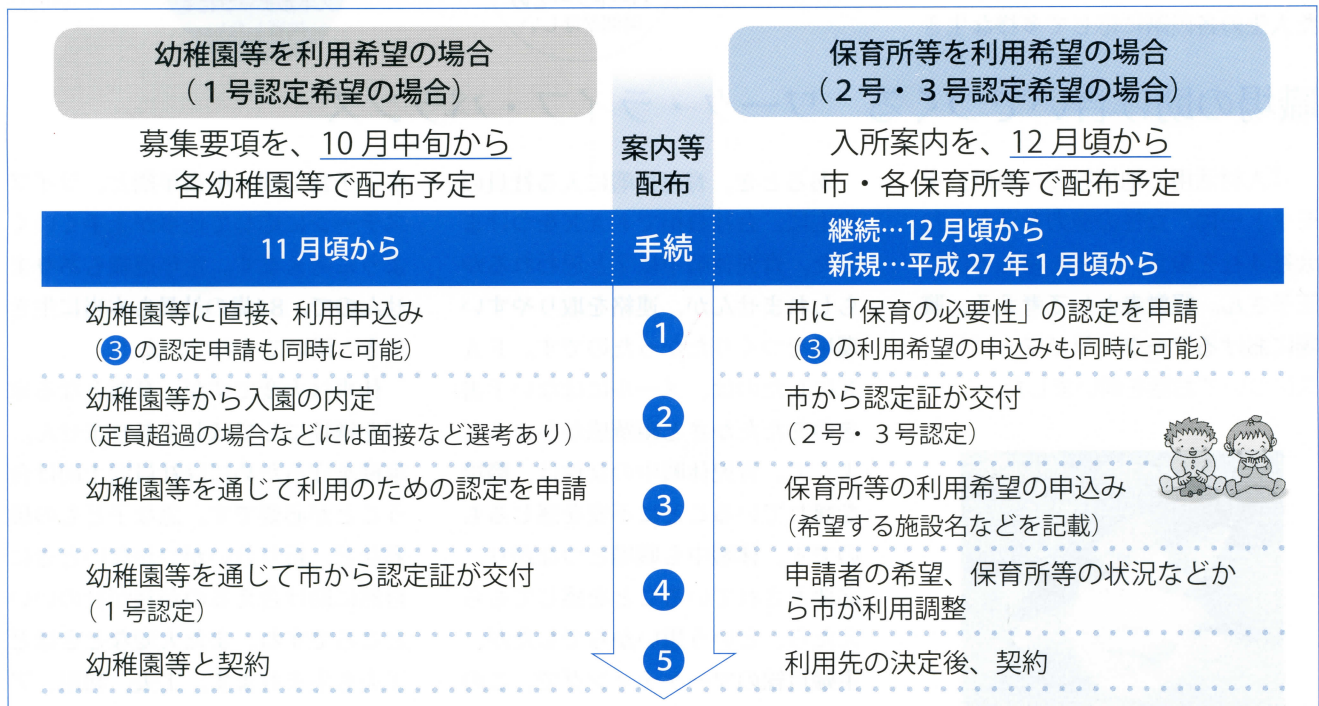 幼稚園等を利用希望の場合
（１号認定希望の場合）
募集要項を、10月中旬から
各幼稚園等で配布予定
案内等
配布
保育所等を利用希望の場合
（２号・３号認定希望の場合）
入所案内を、12月頃から
市・各保育所等で配布予定
11月頃から
手続
継続…12月頃から
新規…平成27年１月頃から
幼稚園等に直接、利用申込み
（③の認定申請も同時に可能）
❶
市に「保育の必要性」の認定を申請
（③の利用希望の申込みも同時に可能）
幼稚園等から入園の内定
（定員超過の場合などには面接など選考あり）
❷
市から認定証が交付
（２号・３号認定）
幼稚園等を通じて利用のための認定を申請
❸
保育所等の利用希望の申込み
（希望する施設名などを記載）
幼稚園等を通じて市から認定証が交付
（１号認定）
❹
申請者の希望、保育所等の状況などか
ら市が利用調整
幼稚園等と契約
❺
利用先の決定後、契約